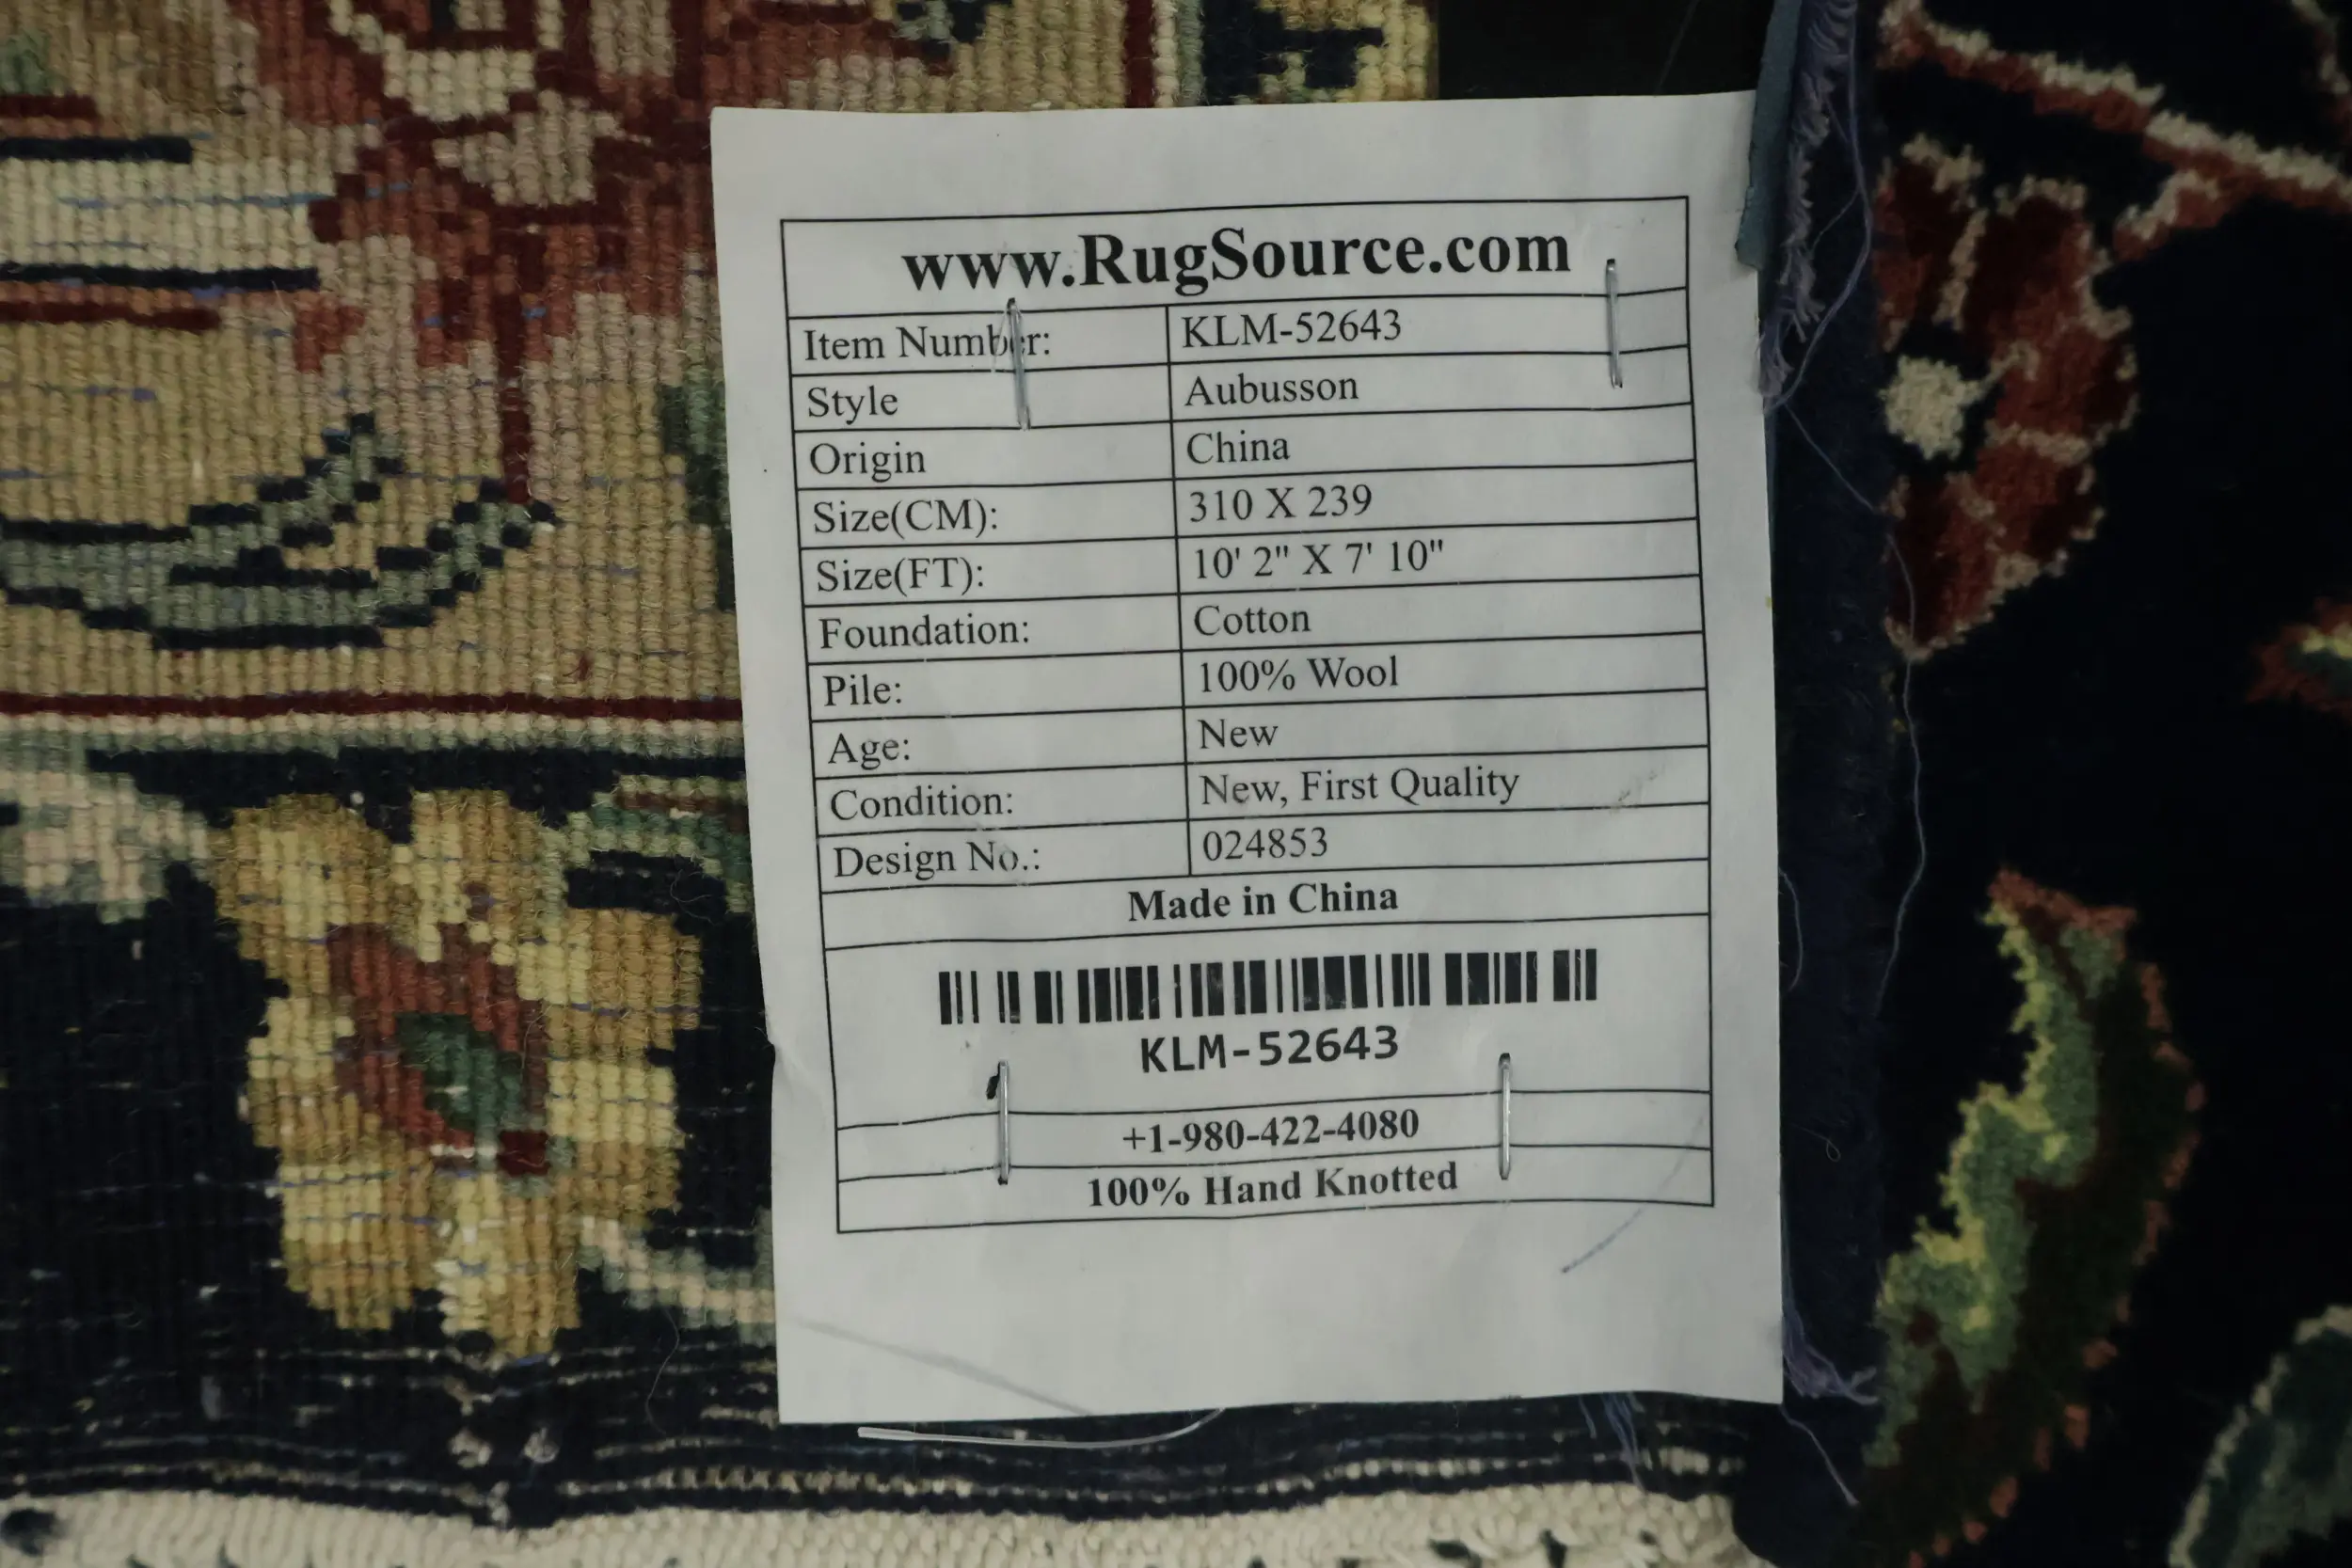 www.RugSource.com
Item Number: KLM-52643
Style Aubusson
Origin China
Size(CM): 310 X 239
Size(FT): 10' 2" X 7' 10"
Foundation: Cotton
Pile: 100% Wool
Age: New
Condition: New, First Quality
Design No.: 024853
Made in China
KLM-52643
+1-980-422-4080
100% Hand Knotted